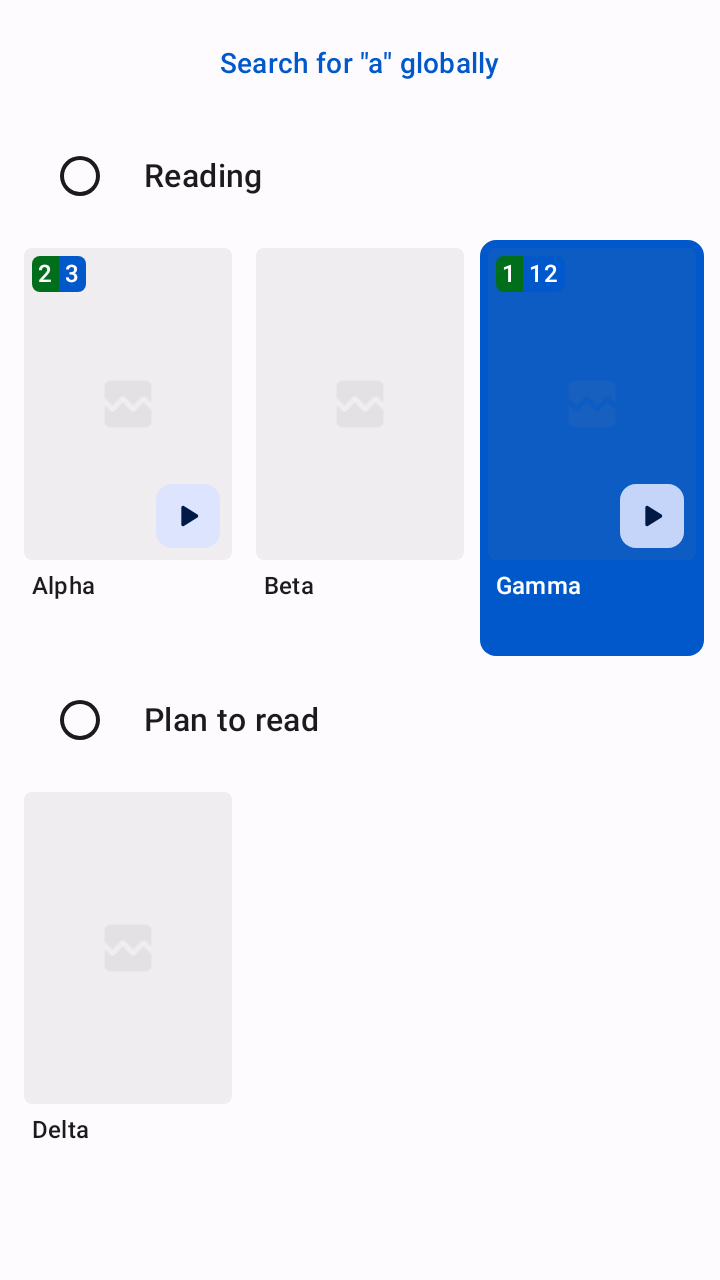 Search for "a" globally
Reading
2 3
1 12
Alpha
Beta
Gamma
Plan to read
Delta